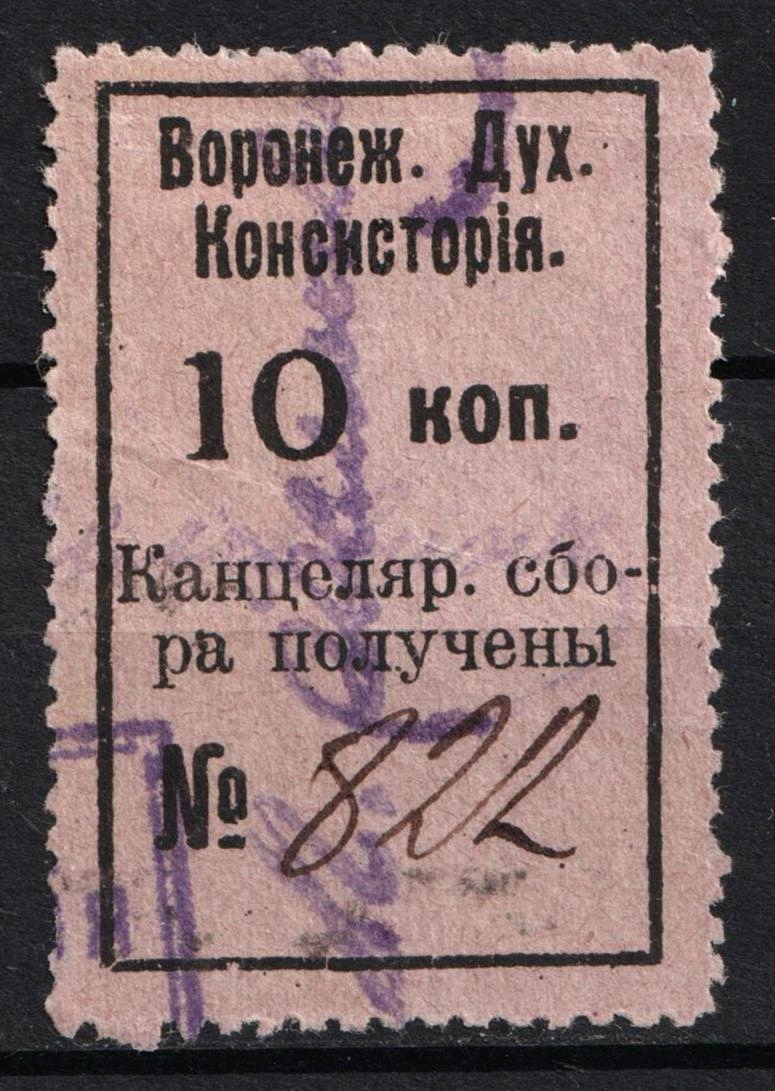 Воронеж. Дух.
Консисторія.
10 коп.
Канцеляр. сбо-
ра получены
№ 822